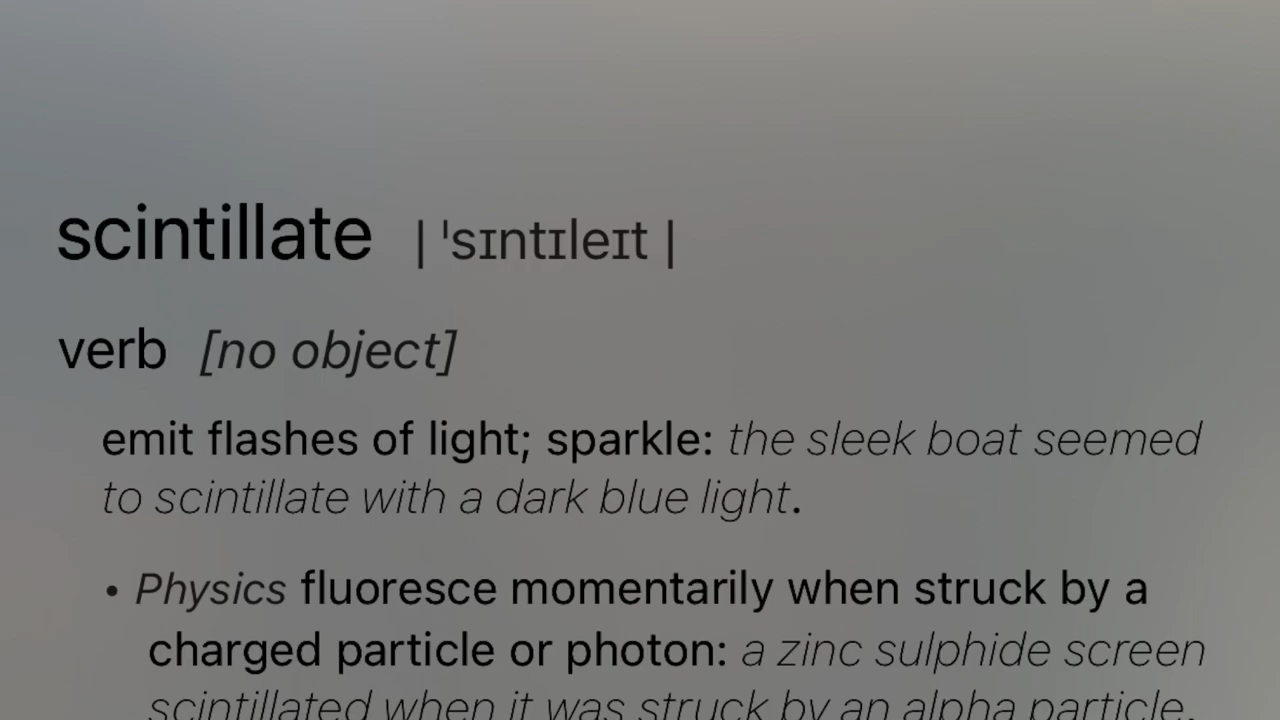 scintillate | ˈsɪntɪleɪt |
verb [no object]
emit flashes of light; sparkle: the sleek boat seemed
to scintillate with a dark blue light.
• Physics fluoresce momentarily when struck by a
charged particle or photon: a zinc sulphide screen
scintillated when it was struck by an alpha particle.